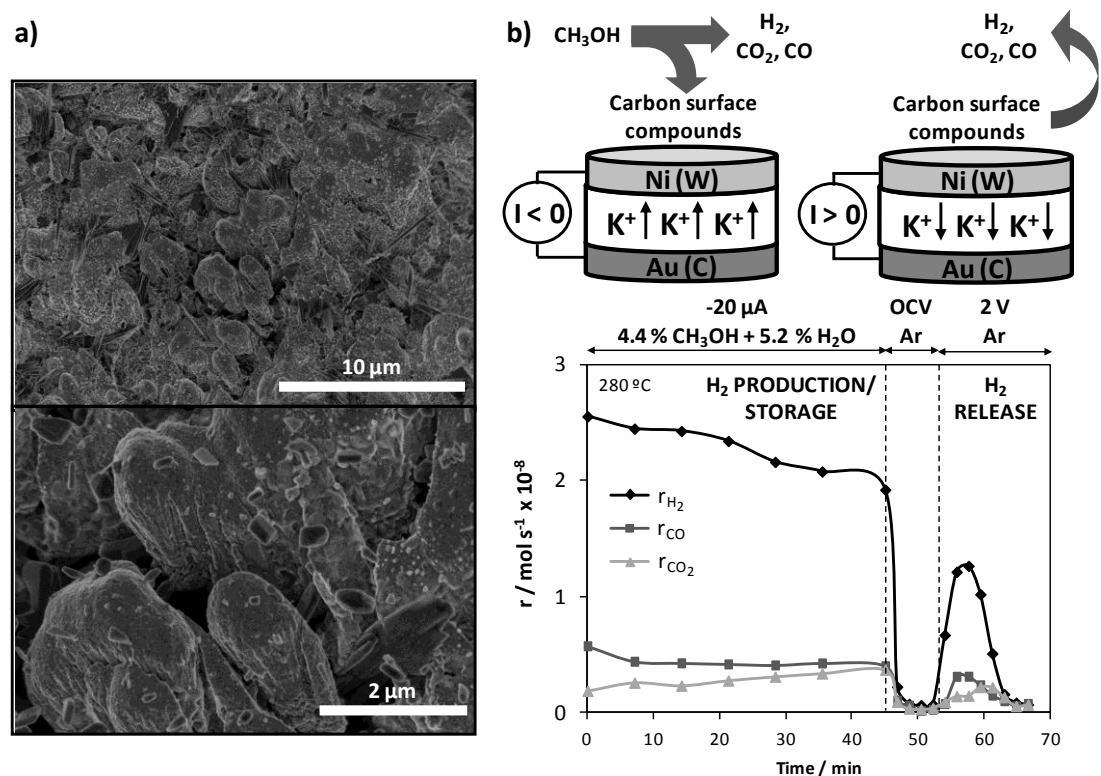 a)
10 µm
2 µm
b)
CH₃OH
H₂,
CO₂, CO
H₂,
CO₂, CO
Carbon surface
compounds
Carbon surface
compounds
Ni (W)
I < 0
K⁺ K⁺ K⁺
Au (C)
Ni (W)
I > 0
K⁺ K⁺ K⁺
Au (C)
-20 µA
4.4 % CH₃OH + 5.2 % H₂O
OCV
Ar
2 V
Ar
280 ºC
H₂ PRODUCTION/
STORAGE
H₂
RELEASE
r_H₂
r_CO
r_CO₂
r / mol s⁻¹ x 10⁻⁸
3
2
1
0
0 10 20 30 40 50 60 70
Time / min